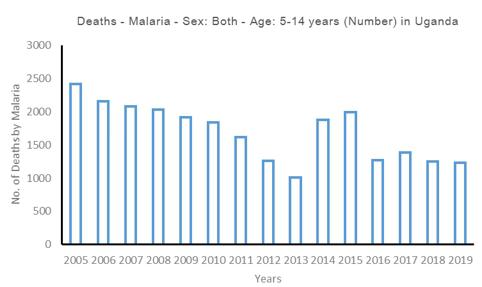 Deaths - Malaria - Sex: Both - Age: 5-14 years (Number) in Uganda
No. of Deaths by Malaria
3000
2500
2000
1500
1000
500
0
2005 2006 2007 2008 2009 2010 2011 2012 2013 2014 2015 2016 2017 2018 2019
Years